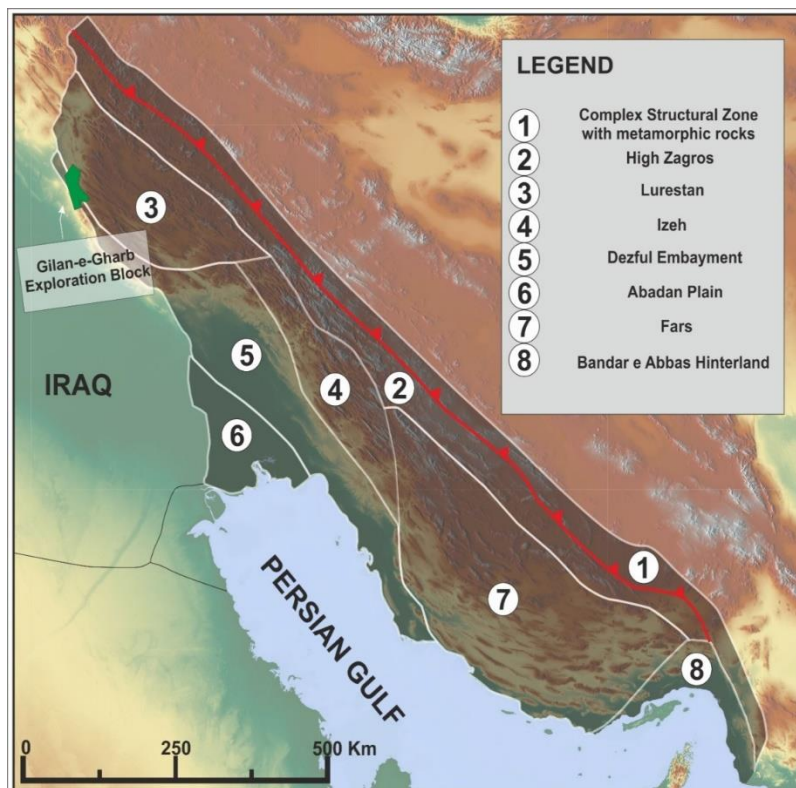 LEGEND
1 Complex Structural Zone
with metamorphic rocks
2 High Zagros
3 Lurestan
4 Izeh
5 Dezful Embayment
6 Abadan Plain
7 Fars
8 Bandar e Abbas Hinterland
3
Gilan-e-Gharb
Exploration Block
5
IRAQ
4
2
6
1
PERSIAN GULF
7
8
0 250 500 Km